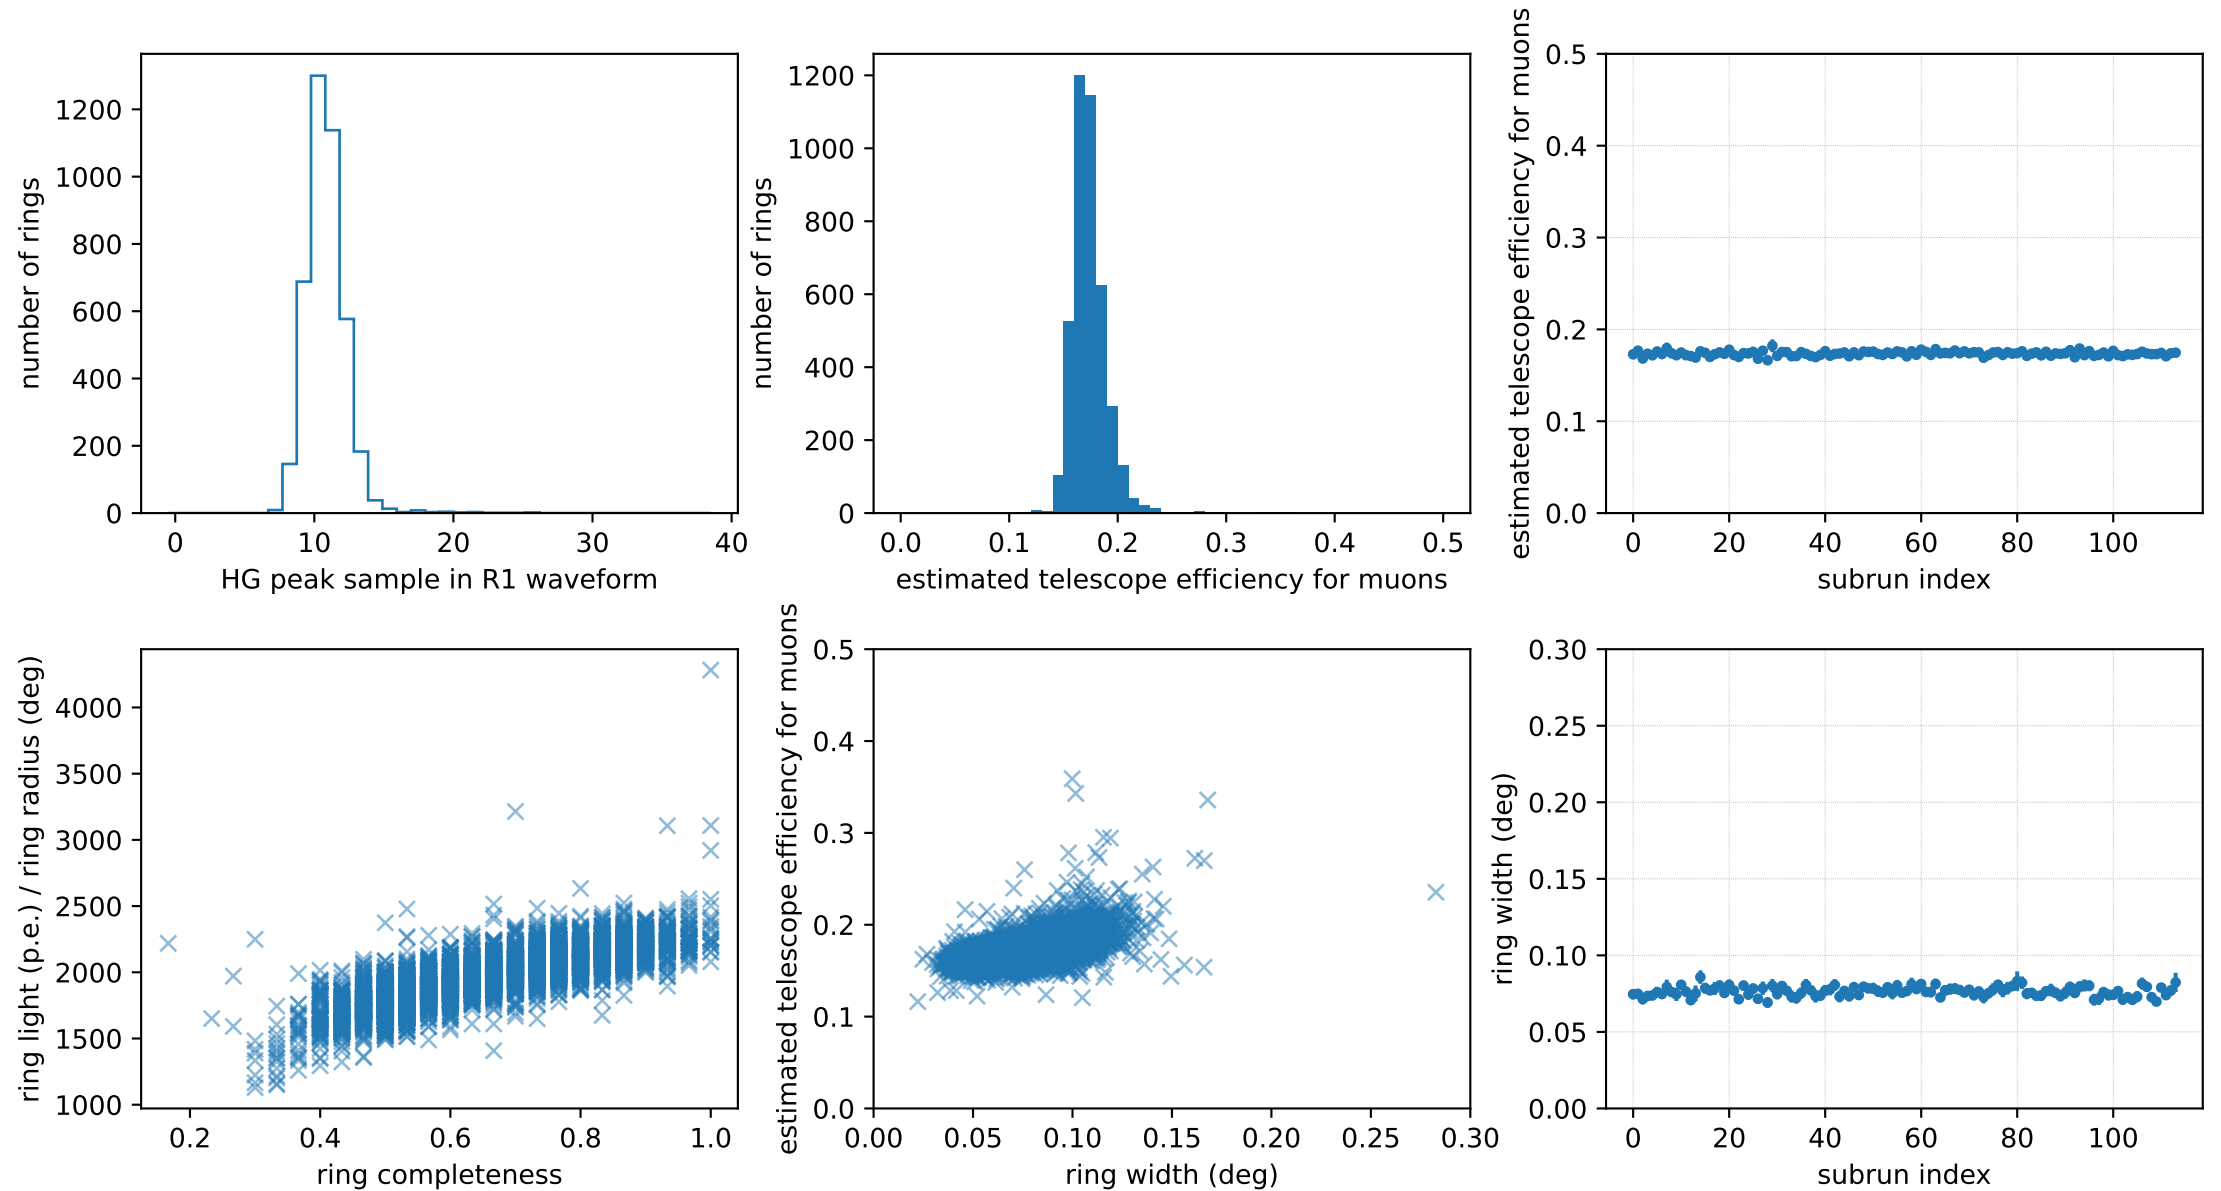 number of rings
1200
1000
800
600
400
200
0
0 10 20 30 40
HG peak sample in R1 waveform
number of rings
1200
1000
800
600
400
200
0
0.0 0.1 0.2 0.3 0.4 0.5
estimated telescope efficiency for muons
estimated telescope efficiency for muons
0.5
0.4
0.3
0.2
0.1
0.0
0 20 40 60 80 100
subrun index
ring light (p.e.) / ring radius (deg)
4000
3500
3000
2500
2000
1500
1000
0.2 0.4 0.6 0.8 1.0
ring completeness
estimated telescope efficiency for muons
0.5
0.4
0.3
0.2
0.1
0.0
0.00 0.05 0.10 0.15 0.20 0.25 0.30
ring width (deg)
ring width (deg)
0.30
0.25
0.20
0.15
0.10
0.05
0.00
0 20 40 60 80 100
subrun index